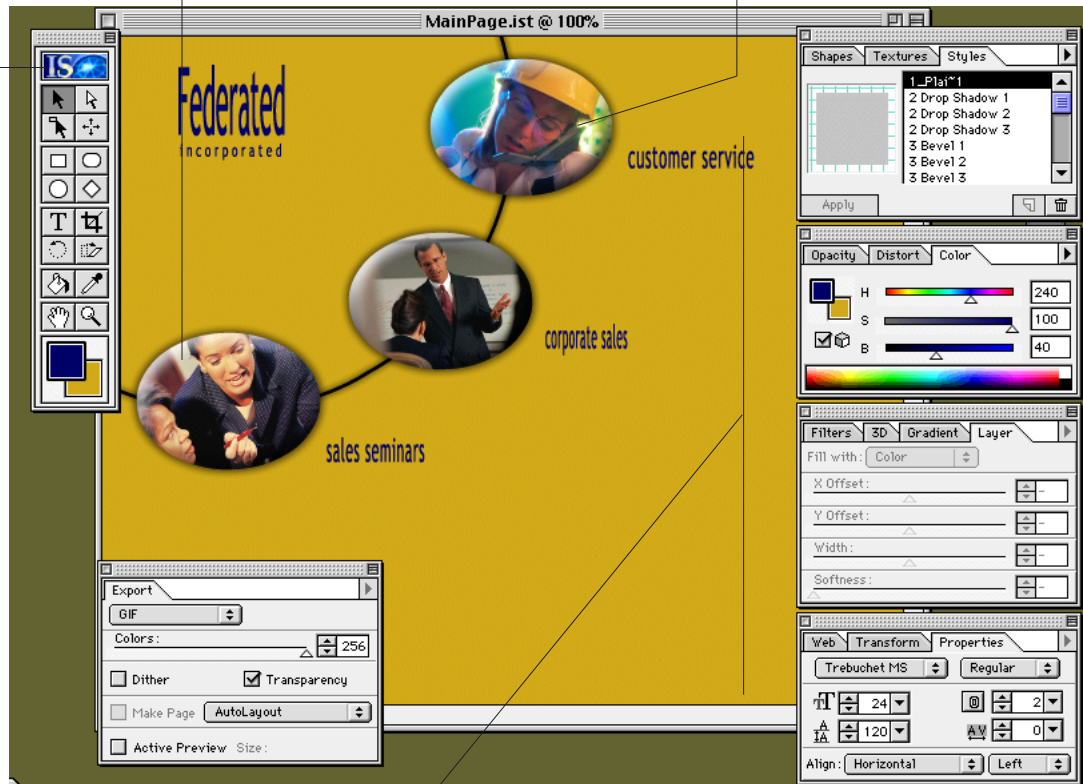 MainPage.ist @ 100%
IS
T
Federated
incorporated
customer service
corporate sales
sales seminars
Shapes Textures Styles
1_Plai~1
2 Drop Shadow 1
2 Drop Shadow 2
2 Drop Shadow 3
3 Bevel 1
3 Bevel 2
3 Bevel 3
Apply
Opacity Distort Color
H 240
S 100
B 40
Filters 3D Gradient Layer
Fill with: Color
X Offset: -
Y Offset: -
Width: -
Softness: -
Export
GIF
Colors: 256
Dither Transparency
Make Page AutoLayout
Active Preview Size:
Web Transform Properties
Trebuchet MS Regular
TT 24 2
A IA 120 AV 0
Align: Horizontal Left